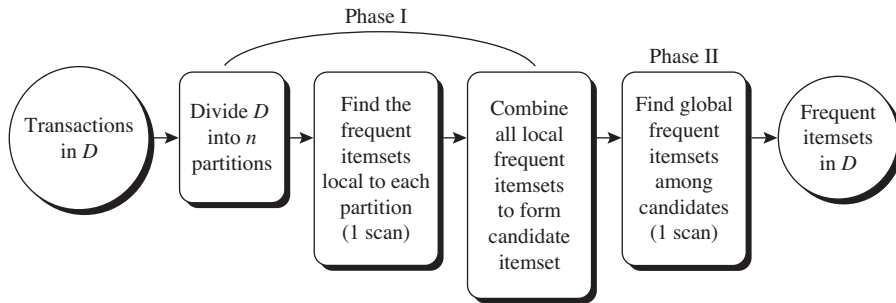 Phase I
Phase II
Transactions
in D
Divide D
into n
partitions
Find the
frequent
itemsets
local to each
partition
(1 scan)
Combine
all local
frequent
itemsets
to form
candidate
itemset
Find global
frequent
itemsets
among
candidates
(1 scan)
Frequent
itemsets
in D